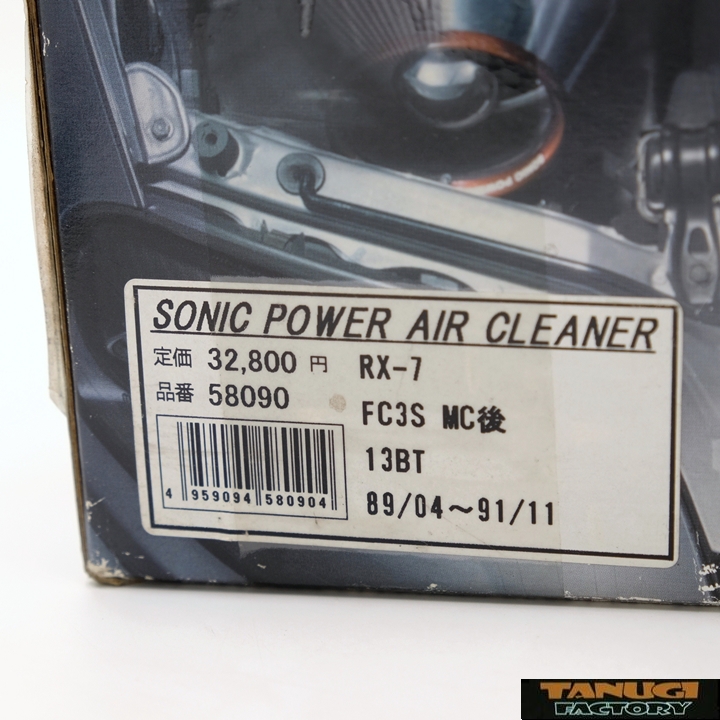 SONIC POWER AIR CLEANER
定価 32,800 円
品番 58090
RX-7
FC3S MC後
13BT
89/04～91/11
4 959094 580904
TANUGI
FACTORY